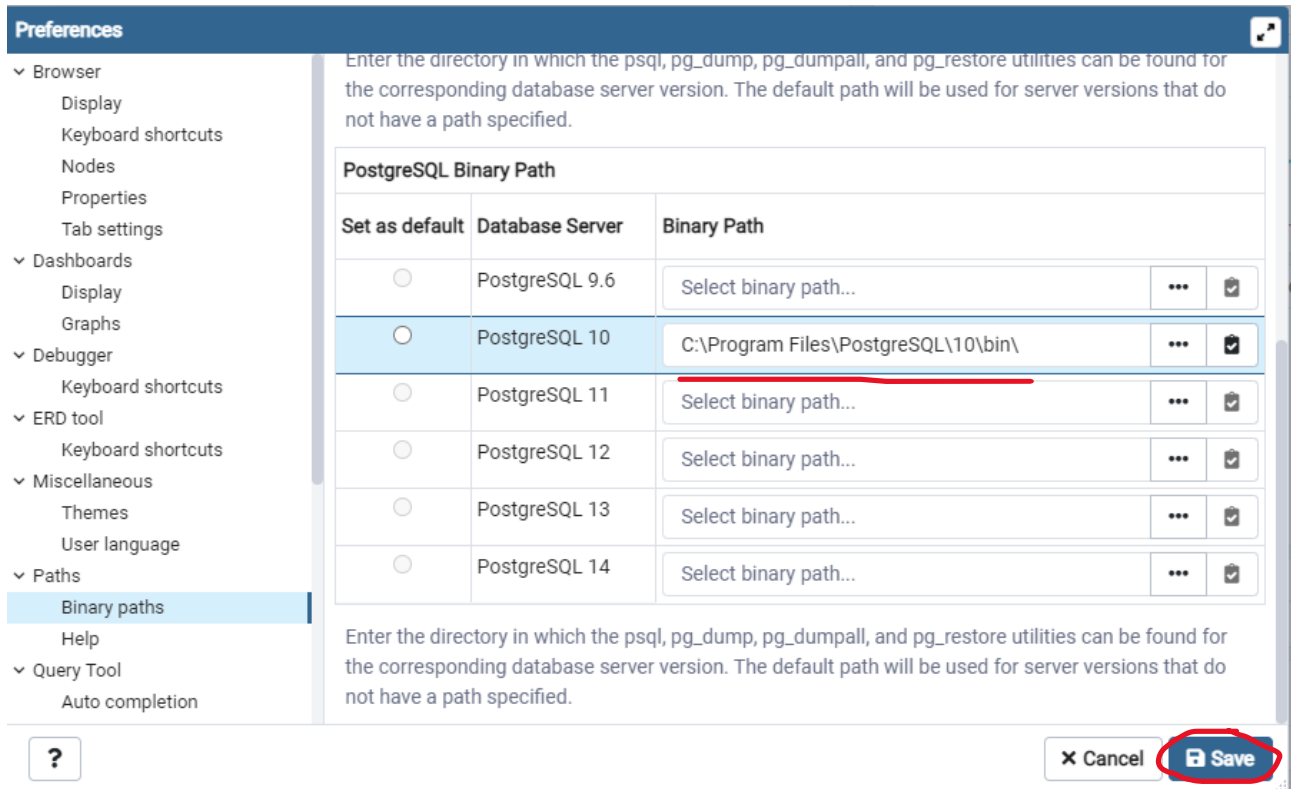 Preferences
Browser
Display
Keyboard shortcuts
Nodes
Properties
Tab settings
Dashboards
Display
Graphs
Debugger
Keyboard shortcuts
ERD tool
Keyboard shortcuts
Miscellaneous
Themes
User language
Paths
Binary paths
Help
Query Tool
Auto completion
Enter the directory in which the psql, pg_dump, pg_dumpall, and pg_restore utilities can be found for
the corresponding database server version. The default path will be used for server versions that do
not have a path specified.
PostgreSQL Binary Path
Set as default Database Server Binary Path
PostgreSQL 9.6 Select binary path...
PostgreSQL 10 C:\Program Files\PostgreSQL\10\bin\
PostgreSQL 11 Select binary path...
PostgreSQL 12 Select binary path...
PostgreSQL 13 Select binary path...
PostgreSQL 14 Select binary path...
Enter the directory in which the psql, pg_dump, pg_dumpall, and pg_restore utilities can be found for
the corresponding database server version. The default path will be used for server versions that do
not have a path specified.
? Cancel Save